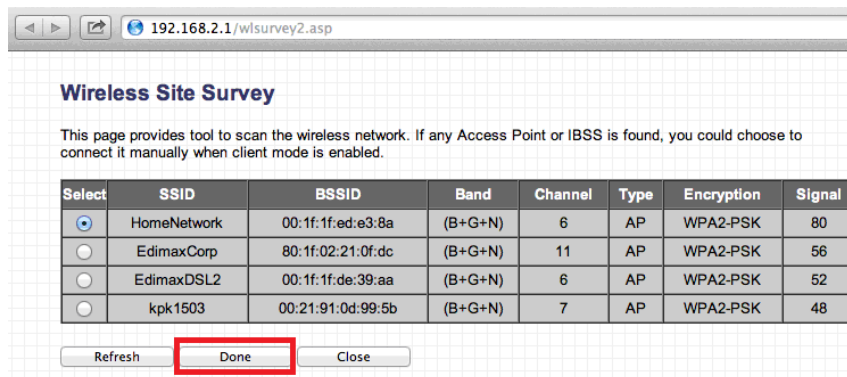 192.168.2.1/wlsurvey2.asp
Wireless Site Survey
This page provides tool to scan the wireless network. If any Access Point or IBSS is found, you could choose to
connect it manually when client mode is enabled.
Select SSID BSSID Band Channel Type Encryption Signal
HomeNetwork 00:1f:1f:ed:e3:8a (B+G+N) 6 AP WPA2-PSK 80
EdimaxCorp 80:1f:02:21:0f:dc (B+G+N) 11 AP WPA2-PSK 56
EdimaxDSL2 00:1f:1f:de:39:aa (B+G+N) 6 AP WPA2-PSK 52
kpk1503 00:21:91:0d:99:5b (B+G+N) 7 AP WPA2-PSK 48
Refresh Done Close